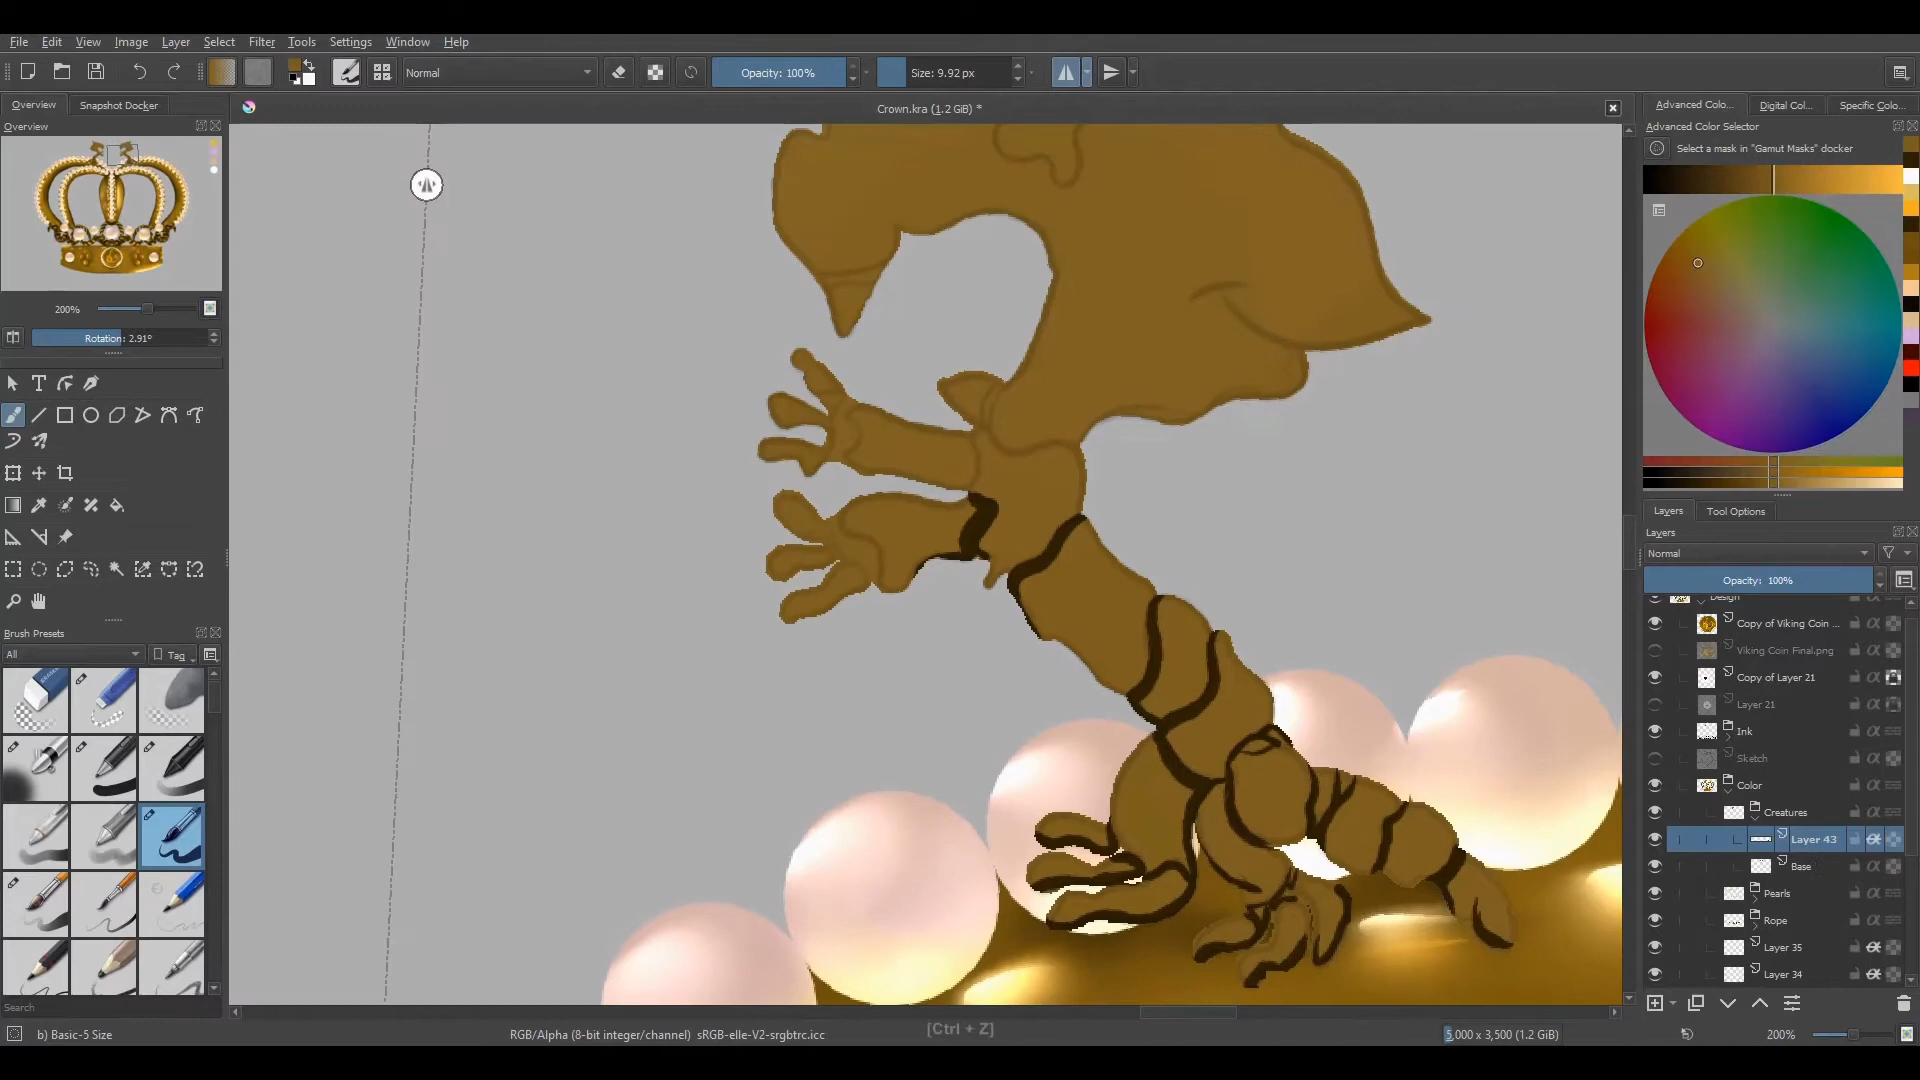 File Edit View Image Layer Select Filter Tools Settings Window Help
Normal
Opacity: 100%
Size: 9.92 px
Overview
Snapshot Docker
Crown.kra (1.2 GiB) *
Advanced Colo...
Digital Col...
Specific Colo...
Overview
Advanced Color Selector
Select a mask in "Gamut Masks" docker
200%
Rotation: 2.91°
Layers
Tool Options
Layers
Normal
Opacity: 100%
Design
Copy of Viking Coin ...
Viking Coin Final.png
Copy of Layer 21
Layer 21
Ink
Sketch
Color
Creatures
Layer 43
Base
Pearls
Rope
Layer 35
Layer 34
Brush Presets
All
Tag
Search
b) Basic-5 Size
RGB/Alpha (8-bit integer/channel) sRGB-elle-V2-srgbtrc.icc
[Ctrl + Z]
5,000 x 3,500 (1.2 GiB)
200%